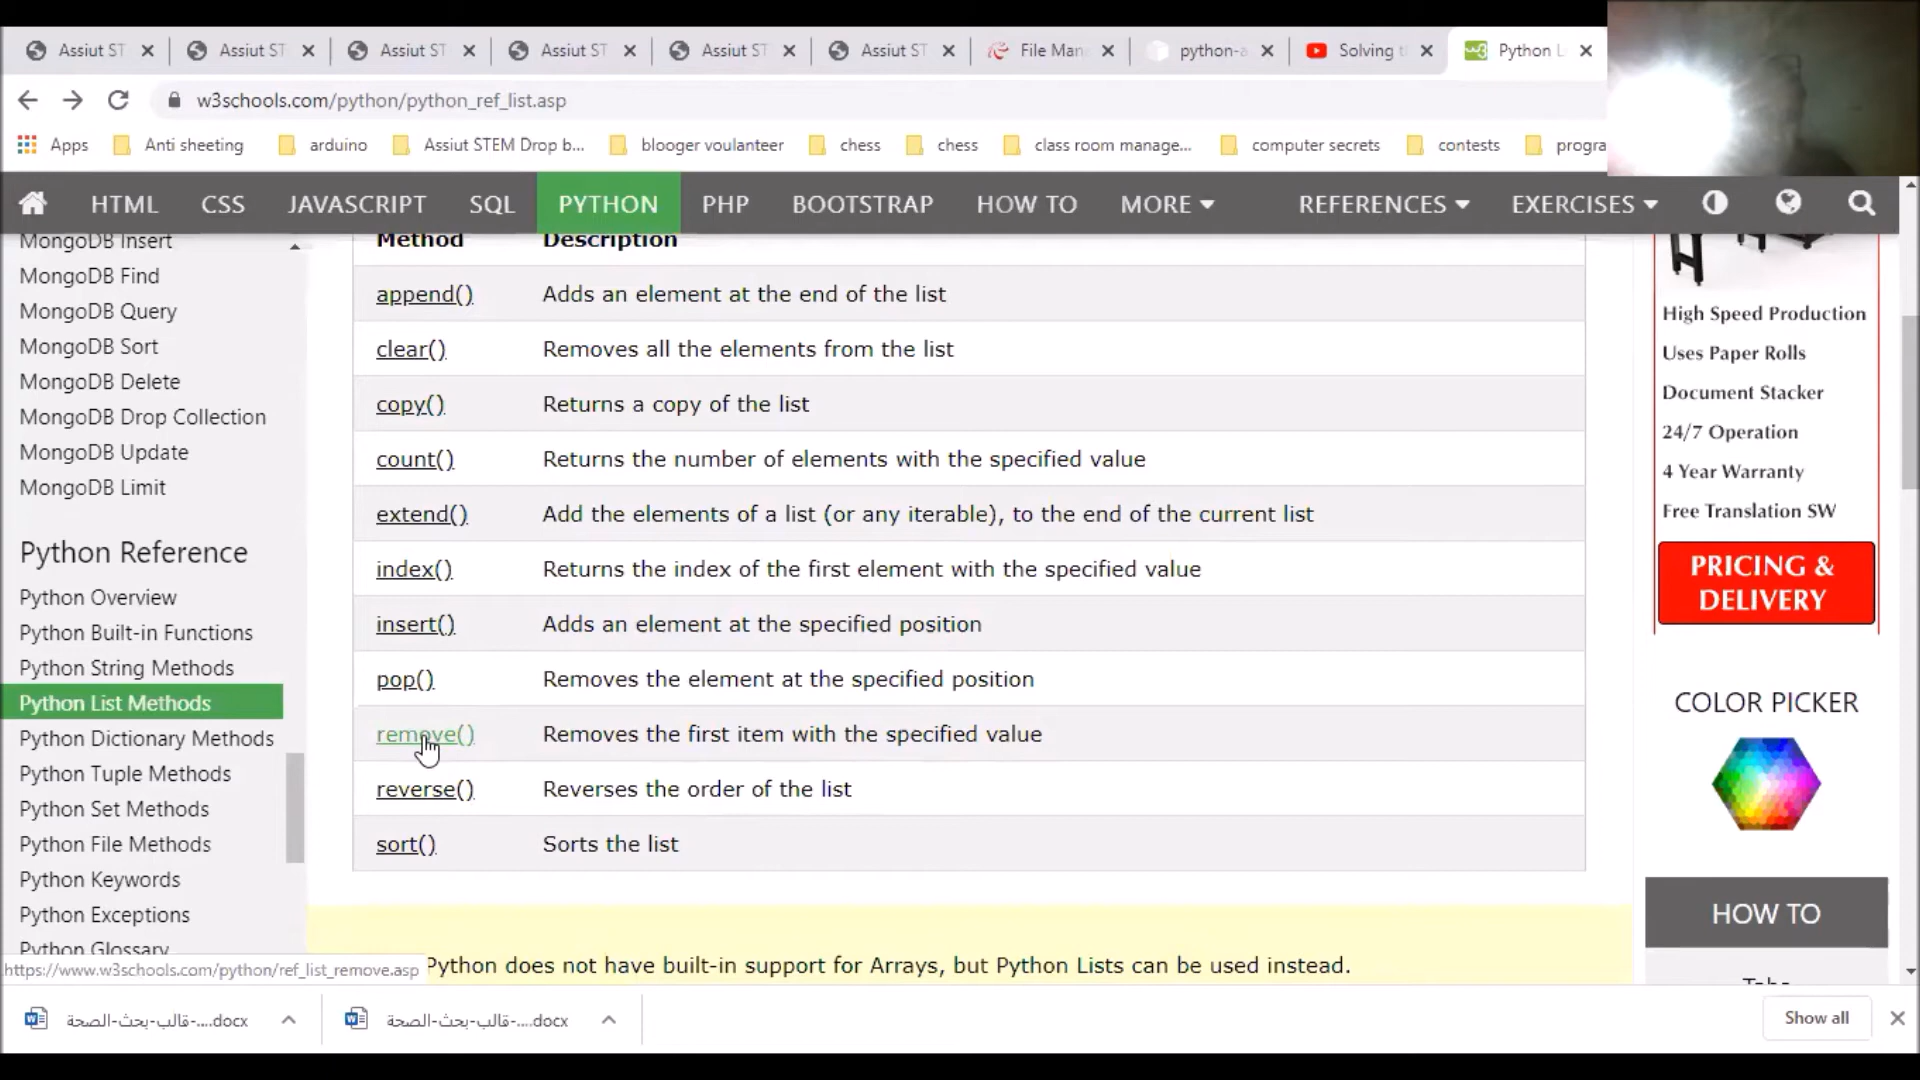 Assiut ST
Assiut ST
Assiut ST
Assiut ST
Assiut ST
Assiut ST
File Man
python-a
Solving t
Python L
w3schools.com/python/python_ref_list.asp
Apps
Anti sheeting
arduino
Assiut STEM Drop b...
blooger voulanteer
chess
chess
class room manage...
computer secrets
contests
progra
HTML
CSS
JAVASCRIPT
SQL
PYTHON
PHP
BOOTSTRAP
HOW TO
MORE
REFERENCES
EXERCISES
MongoDB Insert
MongoDB Find
MongoDB Query
MongoDB Sort
MongoDB Delete
MongoDB Drop Collection
MongoDB Update
MongoDB Limit
Python Reference
Python Overview
Python Built-in Functions
Python String Methods
Python List Methods
Python Dictionary Methods
Python Tuple Methods
Python Set Methods
Python File Methods
Python Keywords
Python Exceptions
Python Glossary
https://www.w3schools.com/python/ref_list_remove.asp
Method Description
append() Adds an element at the end of the list
clear() Removes all the elements from the list
copy() Returns a copy of the list
count() Returns the number of elements with the specified value
extend() Add the elements of a list (or any iterable), to the end of the current list
index() Returns the index of the first element with the specified value
insert() Adds an element at the specified position
pop() Removes the element at the specified position
remove() Removes the first item with the specified value
reverse() Reverses the order of the list
sort() Sorts the list
Python does not have built-in support for Arrays, but Python Lists can be used instead.
High Speed Production
Uses Paper Rolls
Document Stacker
24/7 Operation
4 Year Warranty
Free Translation SW
PRICING &
DELIVERY
COLOR PICKER
HOW TO
Tabs
قالب-بحث-الصحة-....docx
قالب-بحث-الصحة-....docx
Show all